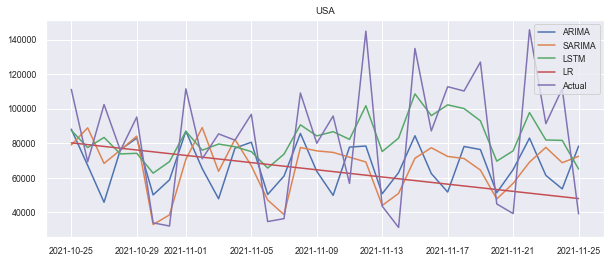 USA
140000
120000
100000
80000
60000
40000
ARIMA
SARIMA
LSTM
LR
Actual
2021-10-25
2021-10-29
2021-11-01
2021-11-05
2021-11-09
2021-11-13
2021-11-17
2021-11-21
2021-11-25